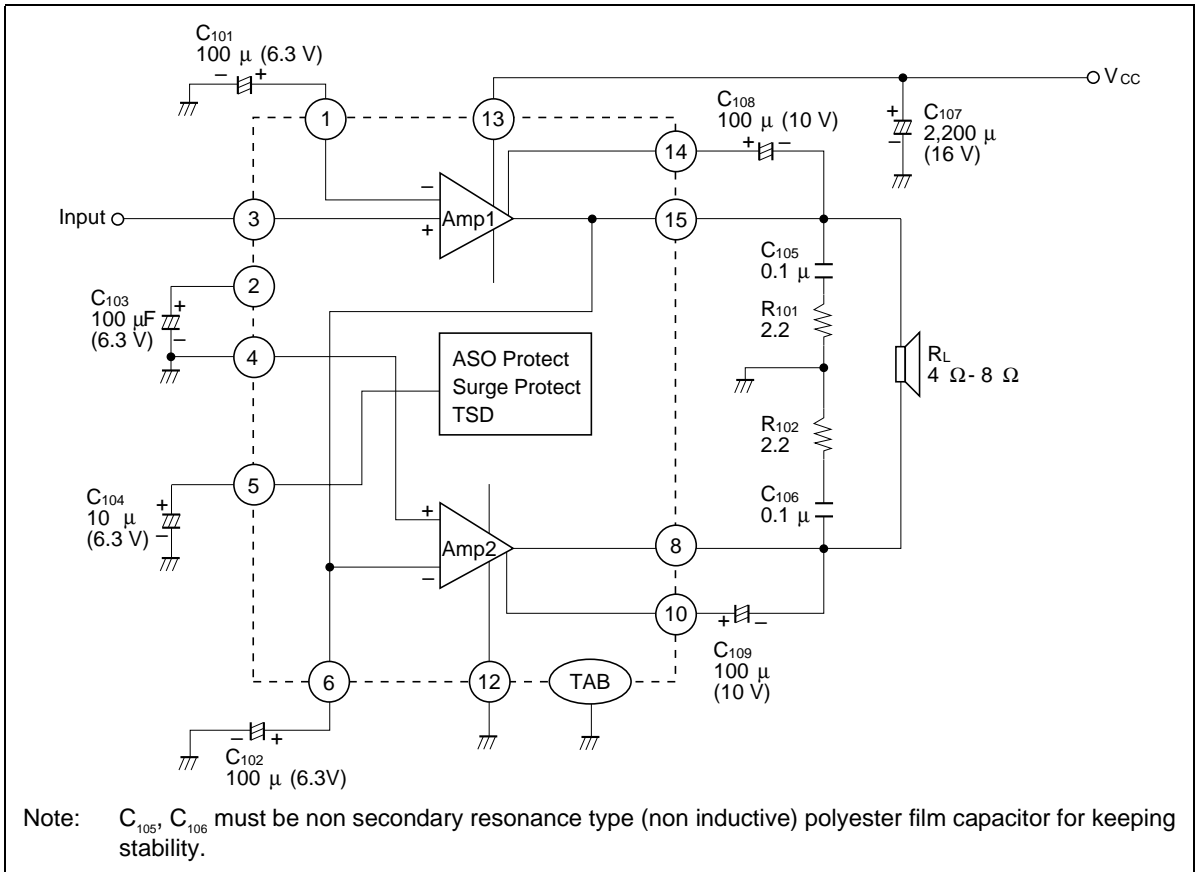 C101
100 μ (6.3 V)
– +
1
13
VCC
C108
100 μ (10 V)
+ –
14
C107
2,200 μ
(16 V)
+
–
Input
3
–
Amp1
+
15
2
C103
100 μF
(6.3 V)
+
–
4
C105
0.1 μ
R101
2.2
ASO Protect
Surge Protect
TSD
RL
4 Ω- 8 Ω
R102
2.2
5
C104
10 μ
(6.3 V)
+
–
C106
0.1 μ
+
Amp2
–
8
10
+ –
C109
100 μ
(10 V)
6
12
TAB
– +
C102
100 μ (6.3V)
Note: C105, C106 must be non secondary resonance type (non inductive) polyester film capacitor for keeping
stability.